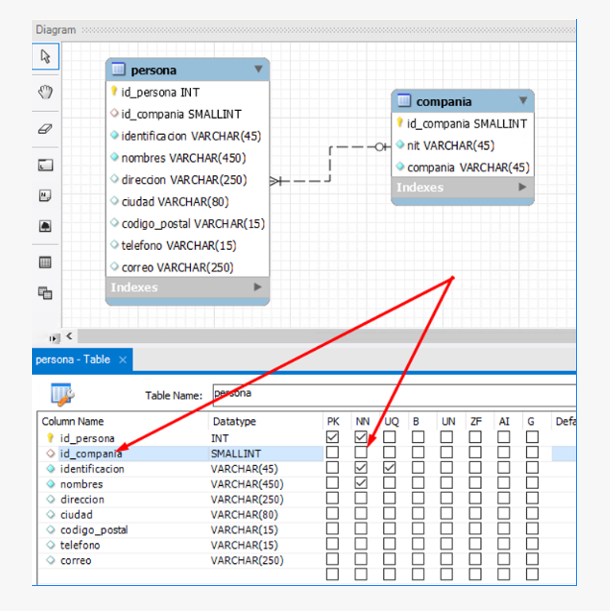 Diagram
persona
id_persona INT
id_compania SMALLINT
identificacion VARCHAR(45)
nombres VARCHAR(450)
direccion VARCHAR(250)
ciudad VARCHAR(80)
codigo_postal VARCHAR(15)
telefono VARCHAR(15)
correo VARCHAR(250)
Indexes
compania
id_compania SMALLINT
nit VARCHAR(45)
compania VARCHAR(45)
Indexes
persona - Table
Table Name: persona
Column Name Datatype PK NN UQ B UN ZF AI G Defa
id_persona INT
id_compania SMALLINT
identificacion VARCHAR(45)
nombres VARCHAR(450)
direccion VARCHAR(250)
ciudad VARCHAR(80)
codigo_postal VARCHAR(15)
telefono VARCHAR(15)
correo VARCHAR(250)